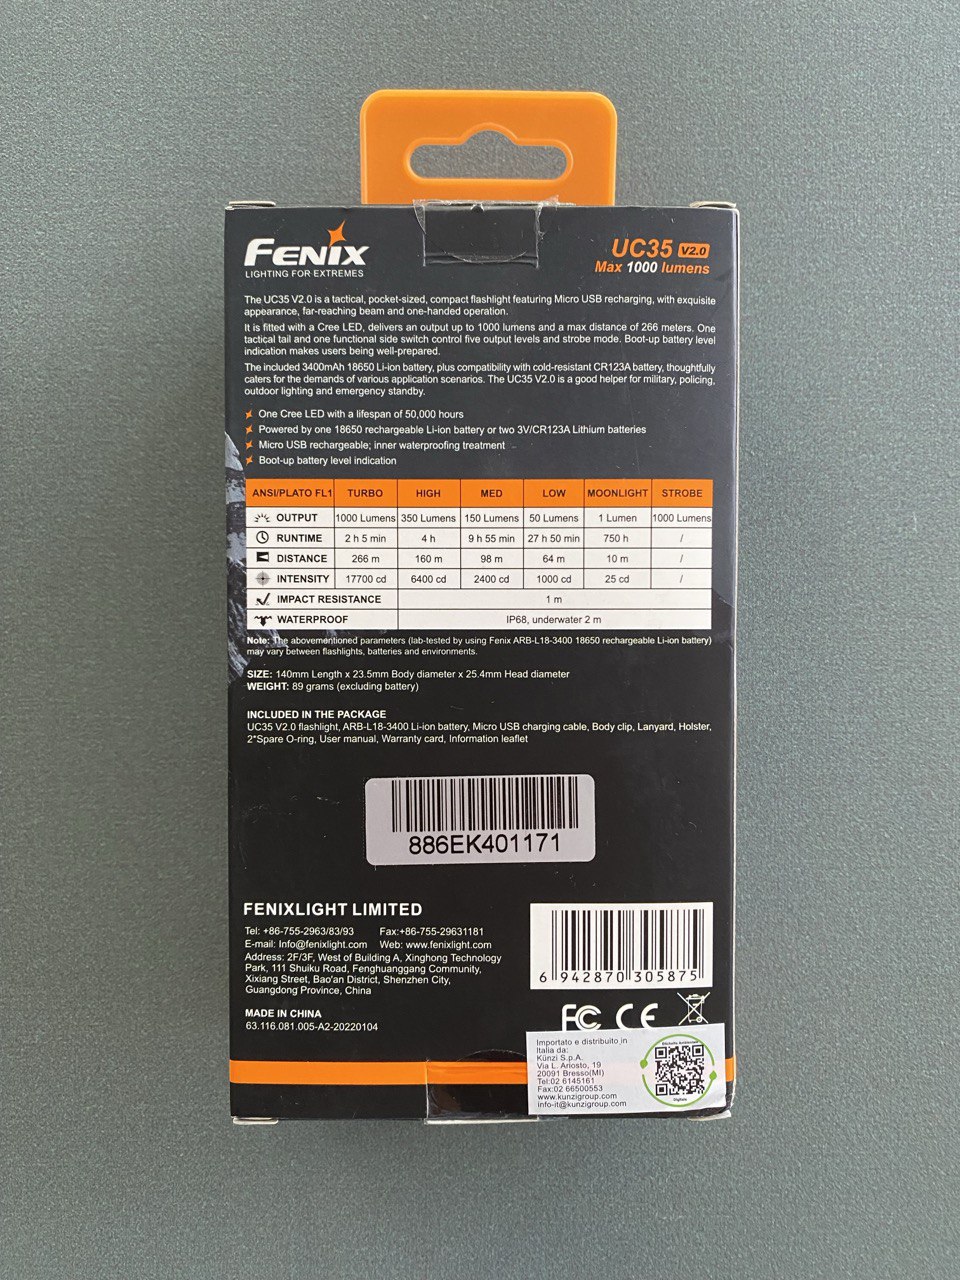 FENIX
LIGHTING FOR EXTREMES
UC35 V2.0
Max 1000 lumens
The UC35 V2.0 is a tactical, pocket-sized, compact flashlight featuring Micro USB recharging, with exquisite
appearance, far-reaching beam and one-handed operation.
It is fitted with a Cree LED, delivers an output up to 1000 lumens and a max distance of 266 meters. One
tactical tail and one functional side switch control five output levels and strobe mode. Boot-up battery level
indication makes users being well-prepared.
The included 3400mAh 18650 Li-ion battery, plus compatibility with cold-resistant CR123A battery, thoughtfully
caters for the demands of various application scenarios. The UC35 V2.0 is a good helper for military, policing,
outdoor lighting and emergency standby.
One Cree LED with a lifespan of 50,000 hours
Powered by one 18650 rechargeable Li-ion battery or two 3V/CR123A Lithium batteries
Micro USB rechargeable; inner waterproofing treatment
Boot-up battery level indication
ANSI/PLATO FL1 TURBO HIGH MED LOW MOONLIGHT STROBE
OUTPUT 1000 Lumens 350 Lumens 150 Lumens 50 Lumens 1 Lumen 1000 Lumens
RUNTIME 2 h 5 min 4 h 9 h 55 min 27 h 50 min 750 h /
DISTANCE 266 m 160 m 98 m 64 m 10 m /
INTENSITY 17700 cd 6400 cd 2400 cd 1000 cd 25 cd /
IMPACT RESISTANCE 1 m
WATERPROOF IP68, underwater 2 m
Note: The abovementioned parameters (lab-tested by using Fenix ARB-L18-3400 18650 rechargeable Li-ion battery)
may vary between flashlights, batteries and environments.
SIZE: 140mm Length x 23.5mm Body diameter x 25.4mm Head diameter
WEIGHT: 89 grams (excluding battery)
INCLUDED IN THE PACKAGE
UC35 V2.0 flashlight, ARB-L18-3400 Li-ion battery, Micro USB charging cable, Body clip, Lanyard, Holster,
2*Spare O-ring, User manual, Warranty card, Information leaflet
886EK401171
FENIXLIGHT LIMITED
Tel: +86-755-2963/83/93 Fax:+86-755-29631181
E-mail: Info@fenixlight.com Web: www.fenixlight.com
Address: 2F/3F, West of Building A, Xinghong Technology
Park, 111 Shuiku Road, Fenghuanggang Community,
Xixiang Street, Bao'an District, Shenzhen City,
Guangdong Province, China
MADE IN CHINA
63.116.081.005-A2-20220104
6 942870 305875
FC CE
Importato e distribuito in
Italia da:
Künzi S.p.A.
Via L. Ariosto, 19
20091 Bresso(MI)
Tel:02 6145161
Fax:02 66500553
www.kunzigroup.com
info-it@kunzigroup.com
Etichetta Ambientale
Digitale